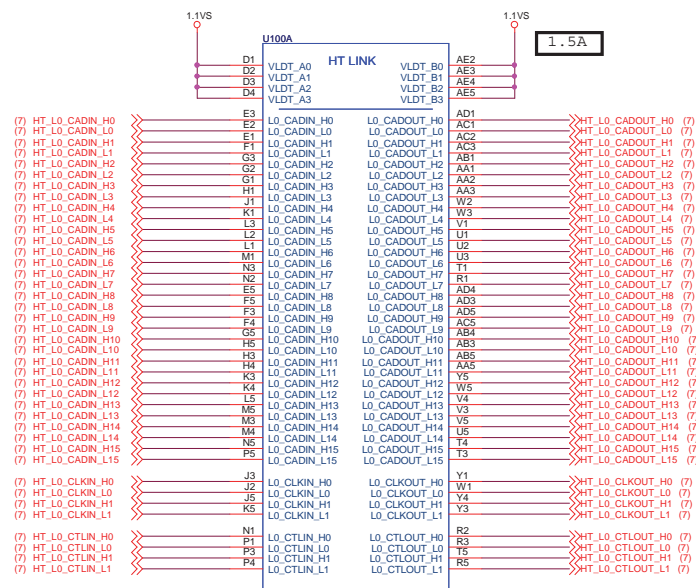 1.1VS 1.1VS
U100A
1.5A
HT LINK
D1 VLDT_A0 VLDT_B0 AE2
D2 VLDT_A1 VLDT_B1 AE3
D3 VLDT_A2 VLDT_B2 AE4
D4 VLDT_A3 VLDT_B3 AE5
(7) HT_L0_CADIN_H0 E3 L0_CADIN_H0 L0_CADOUT_H0 AD1 HT_L0_CADOUT_H0 (7)
(7) HT_L0_CADIN_L0 E2 L0_CADIN_L0 L0_CADOUT_L0 AC1 HT_L0_CADOUT_L0 (7)
(7) HT_L0_CADIN_H1 E1 L0_CADIN_H1 L0_CADOUT_H1 AC2 HT_L0_CADOUT_H1 (7)
(7) HT_L0_CADIN_L1 F1 L0_CADIN_L1 L0_CADOUT_L1 AC3 HT_L0_CADOUT_L1 (7)
(7) HT_L0_CADIN_H2 G3 L0_CADIN_H2 L0_CADOUT_H2 AB1 HT_L0_CADOUT_H2 (7)
(7) HT_L0_CADIN_L2 G2 L0_CADIN_L2 L0_CADOUT_L2 AA1 HT_L0_CADOUT_L2 (7)
(7) HT_L0_CADIN_H3 G1 L0_CADIN_H3 L0_CADOUT_H3 AA2 HT_L0_CADOUT_H3 (7)
(7) HT_L0_CADIN_L3 H1 L0_CADIN_L3 L0_CADOUT_L3 AA3 HT_L0_CADOUT_L3 (7)
(7) HT_L0_CADIN_H4 J1 L0_CADIN_H4 L0_CADOUT_H4 W2 HT_L0_CADOUT_H4 (7)
(7) HT_L0_CADIN_L4 K1 L0_CADIN_L4 L0_CADOUT_L4 W3 HT_L0_CADOUT_L4 (7)
(7) HT_L0_CADIN_H5 L3 L0_CADIN_H5 L0_CADOUT_H5 V1 HT_L0_CADOUT_H5 (7)
(7) HT_L0_CADIN_L5 L2 L0_CADIN_L5 L0_CADOUT_L5 U1 HT_L0_CADOUT_L5 (7)
(7) HT_L0_CADIN_H6 L1 L0_CADIN_H6 L0_CADOUT_H6 U2 HT_L0_CADOUT_H6 (7)
(7) HT_L0_CADIN_L6 M1 L0_CADIN_L6 L0_CADOUT_L6 U3 HT_L0_CADOUT_L6 (7)
(7) HT_L0_CADIN_H7 N3 L0_CADIN_H7 L0_CADOUT_H7 T1 HT_L0_CADOUT_H7 (7)
(7) HT_L0_CADIN_L7 N2 L0_CADIN_L7 L0_CADOUT_L7 R1 HT_L0_CADOUT_L7 (7)
(7) HT_L0_CADIN_H8 E5 L0_CADIN_H8 L0_CADOUT_H8 AD4 HT_L0_CADOUT_H8 (7)
(7) HT_L0_CADIN_L8 F5 L0_CADIN_L8 L0_CADOUT_L8 AD3 HT_L0_CADOUT_L8 (7)
(7) HT_L0_CADIN_H9 F3 L0_CADIN_H9 L0_CADOUT_H9 AD5 HT_L0_CADOUT_H9 (7)
(7) HT_L0_CADIN_L9 F4 L0_CADIN_L9 L0_CADOUT_L9 AC5 HT_L0_CADOUT_L9 (7)
(7) HT_L0_CADIN_H10 G5 L0_CADIN_H10 L0_CADOUT_H10 AB4 HT_L0_CADOUT_H10 (7
(7) HT_L0_CADIN_L10 H5 L0_CADIN_L10 L0_CADOUT_L10 AB3 HT_L0_CADOUT_L10 (7
(7) HT_L0_CADIN_H11 H3 L0_CADIN_H11 L0_CADOUT_H11 AB5 HT_L0_CADOUT_H11 (7
(7) HT_L0_CADIN_L11 H4 L0_CADIN_L11 L0_CADOUT_L11 AA5 HT_L0_CADOUT_L11 (7
(7) HT_L0_CADIN_H12 K3 L0_CADIN_H12 L0_CADOUT_H12 Y5 HT_L0_CADOUT_H12 (7
(7) HT_L0_CADIN_L12 K4 L0_CADIN_L12 L0_CADOUT_L12 W5 HT_L0_CADOUT_L12 (7
(7) HT_L0_CADIN_H13 L5 L0_CADIN_H13 L0_CADOUT_H13 V4 HT_L0_CADOUT_H13 (7
(7) HT_L0_CADIN_L13 M5 L0_CADIN_L13 L0_CADOUT_L13 V3 HT_L0_CADOUT_L13 (7
(7) HT_L0_CADIN_H14 M3 L0_CADIN_H14 L0_CADOUT_H14 V5 HT_L0_CADOUT_H14 (7
(7) HT_L0_CADIN_L14 M4 L0_CADIN_L14 L0_CADOUT_L14 U5 HT_L0_CADOUT_L14 (7
(7) HT_L0_CADIN_H15 N5 L0_CADIN_H15 L0_CADOUT_H15 T4 HT_L0_CADOUT_H15 (7
(7) HT_L0_CADIN_L15 P5 L0_CADIN_L15 L0_CADOUT_L15 T3 HT_L0_CADOUT_L15 (7
(7) HT_L0_CLKIN_H0 J3 L0_CLKIN_H0 L0_CLKOUT_H0 Y1 HT_L0_CLKOUT_H0 (7)
(7) HT_L0_CLKIN_L0 J2 L0_CLKIN_L0 L0_CLKOUT_L0 W1 HT_L0_CLKOUT_L0 (7)
(7) HT_L0_CLKIN_H1 J5 L0_CLKIN_H1 L0_CLKOUT_H1 Y4 HT_L0_CLKOUT_H1 (7)
(7) HT_L0_CLKIN_L1 K5 L0_CLKIN_L1 L0_CLKOUT_L1 Y3 HT_L0_CLKOUT_L1 (7)
(7) HT_L0_CTLIN_H0 N1 L0_CTLIN_H0 L0_CTLOUT_H0 R2 HT_L0_CTLOUT_H0 (7)
(7) HT_L0_CTLIN_L0 P1 L0_CTLIN_L0 L0_CTLOUT_L0 R3 HT_L0_CTLOUT_L0 (7)
(7) HT_L0_CTLIN_H1 P3 L0_CTLIN_H1 L0_CTLOUT_H1 T5 HT_L0_CTLOUT_H1 (7)
(7) HT_L0_CTLIN_L1 P4 L0_CTLIN_L1 L0_CTLOUT_L1 R5 HT_L0_CTLOUT_L1 (7)